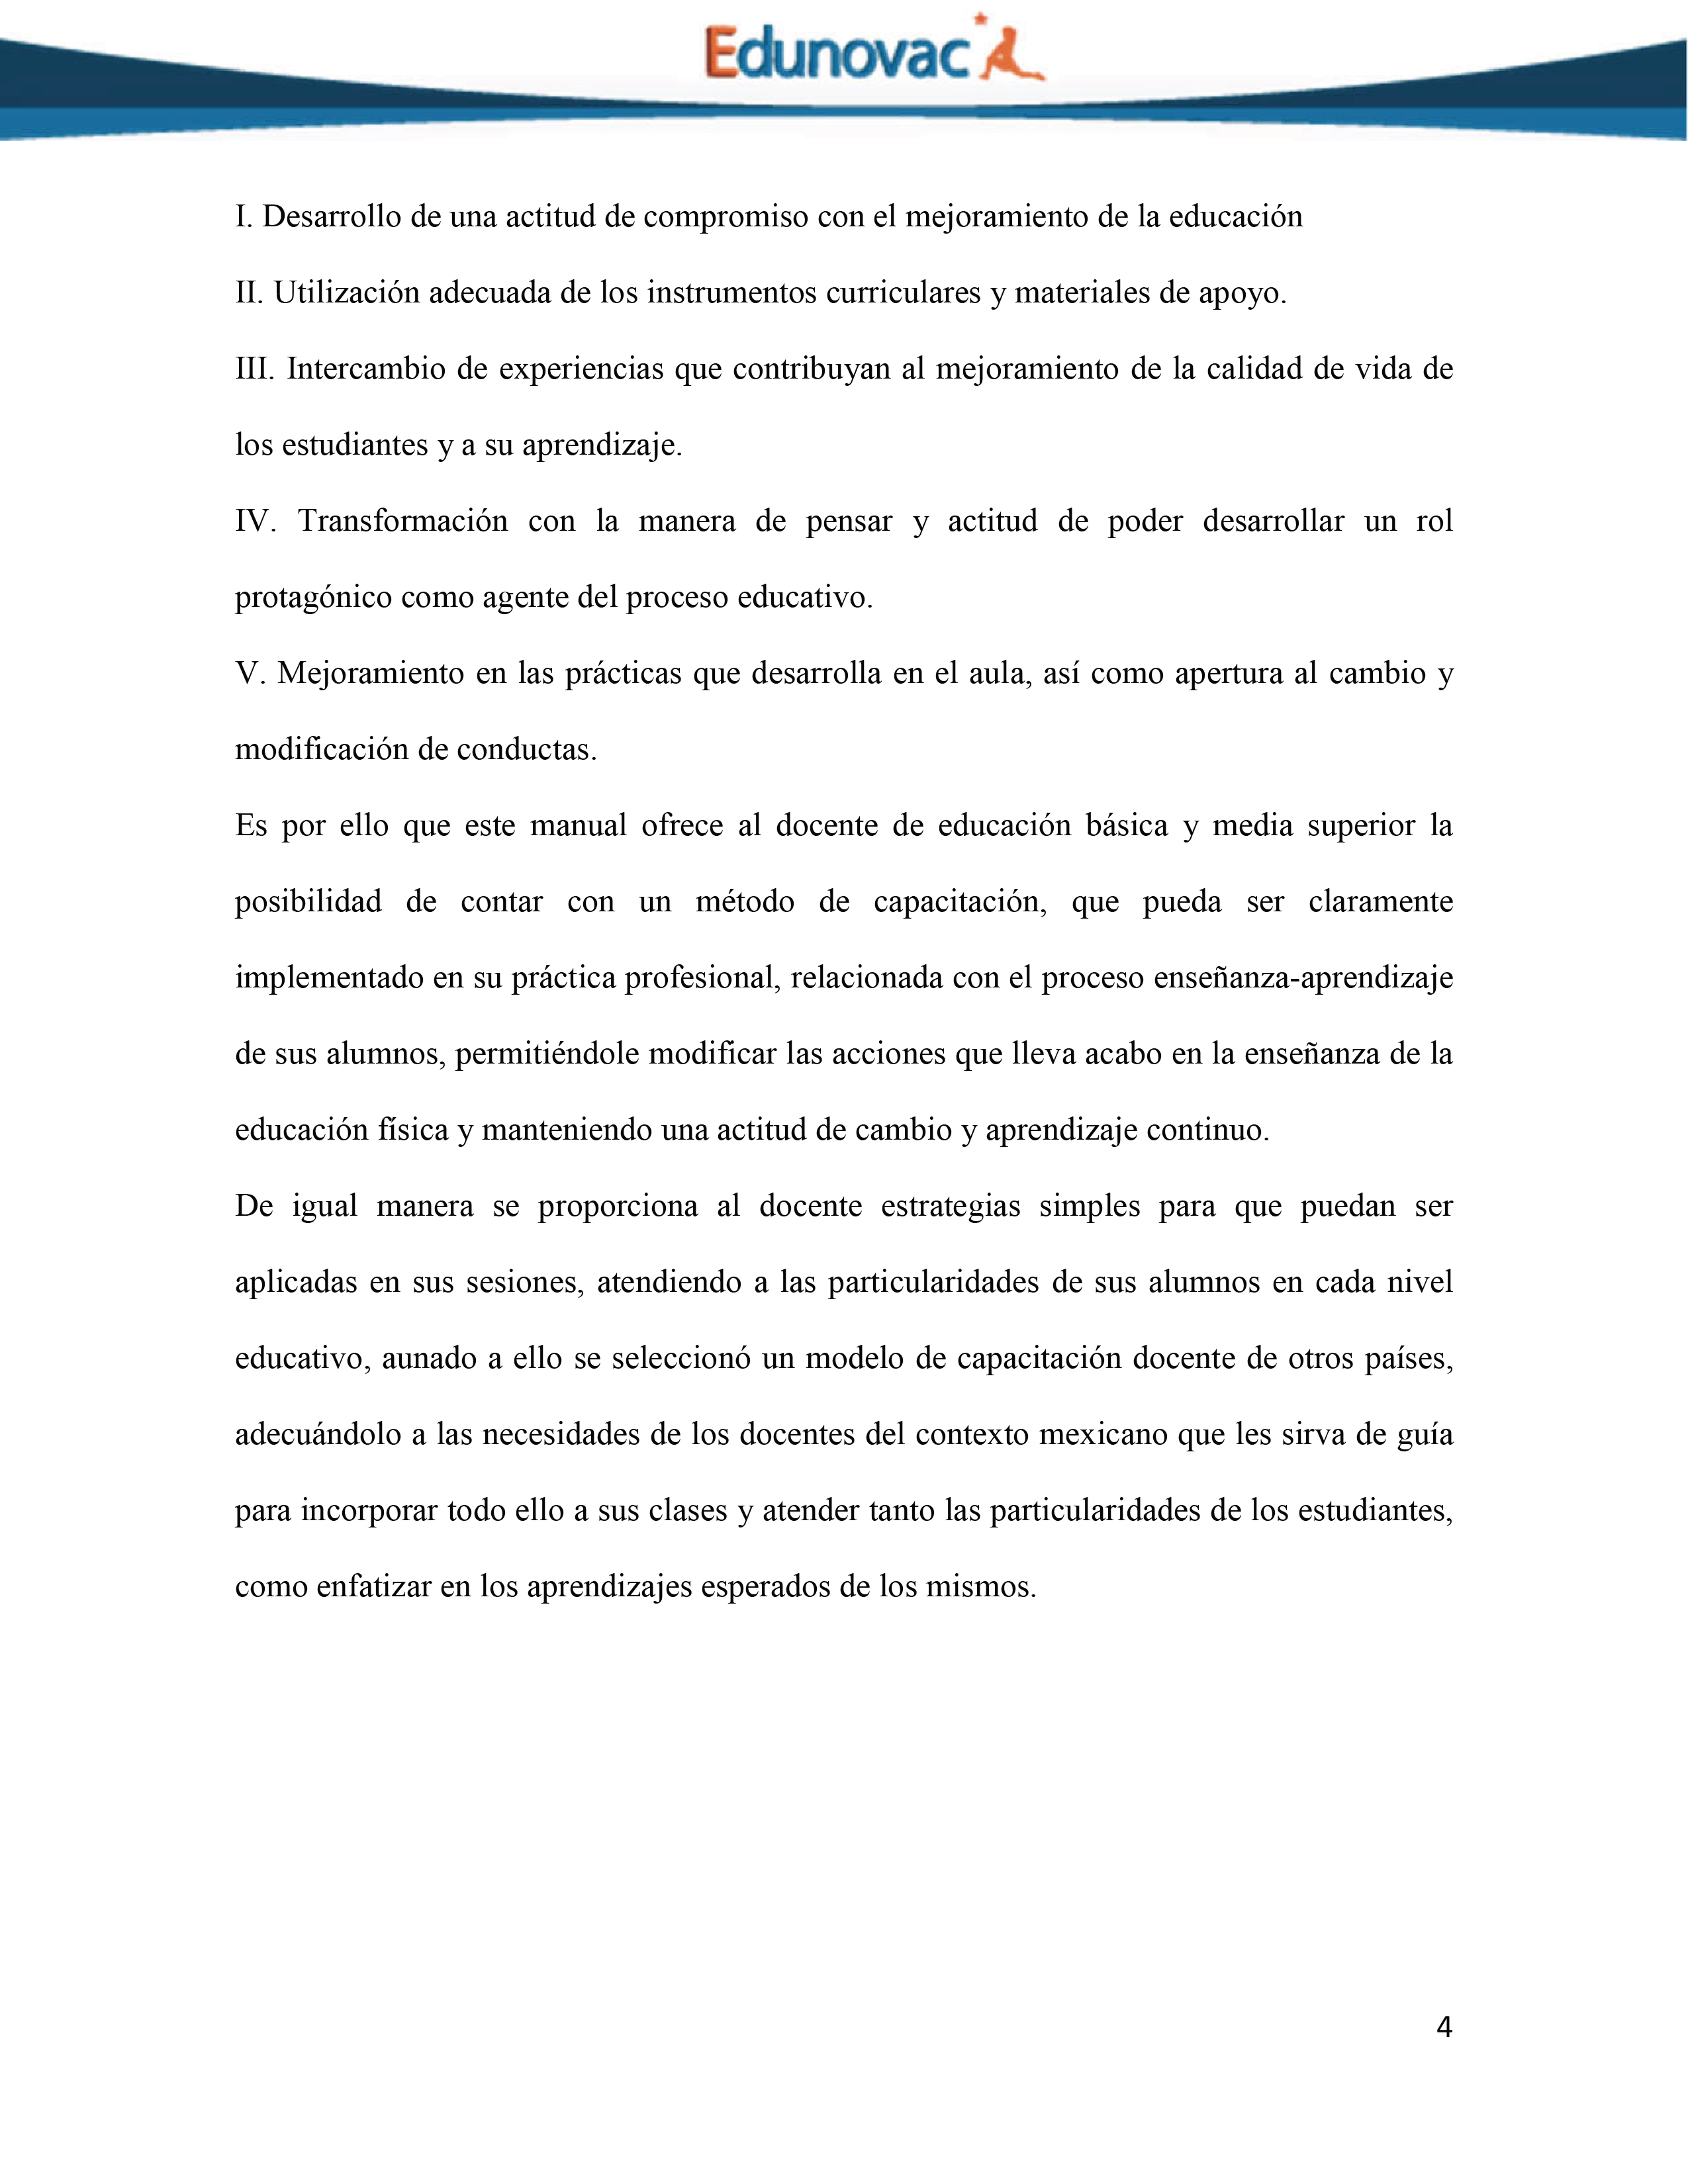 Edunovac
I. Desarrollo de una actitud de compromiso con el mejoramiento de la educación
II. Utilización adecuada de los instrumentos curriculares y materiales de apoyo.
III. Intercambio de experiencias que contribuyan al mejoramiento de la calidad de vida de
los estudiantes y a su aprendizaje.
IV. Transformación con la manera de pensar y actitud de poder desarrollar un rol
protagónico como agente del proceso educativo.
V. Mejoramiento en las prácticas que desarrolla en el aula, así como apertura al cambio y
modificación de conductas.
Es por ello que este manual ofrece al docente de educación básica y media superior la
posibilidad de contar con un método de capacitación, que pueda ser claramente
implementado en su práctica profesional, relacionada con el proceso enseñanza-aprendizaje
de sus alumnos, permitiéndole modificar las acciones que lleva acabo en la enseñanza de la
educación física y manteniendo una actitud de cambio y aprendizaje continuo.
De igual manera se proporciona al docente estrategias simples para que puedan ser
aplicadas en sus sesiones, atendiendo a las particularidades de sus alumnos en cada nivel
educativo, aunado a ello se seleccionó un modelo de capacitación docente de otros países,
adecuándolo a las necesidades de los docentes del contexto mexicano que les sirva de guía
para incorporar todo ello a sus clases y atender tanto las particularidades de los estudiantes,
como enfatizar en los aprendizajes esperados de los mismos.
4